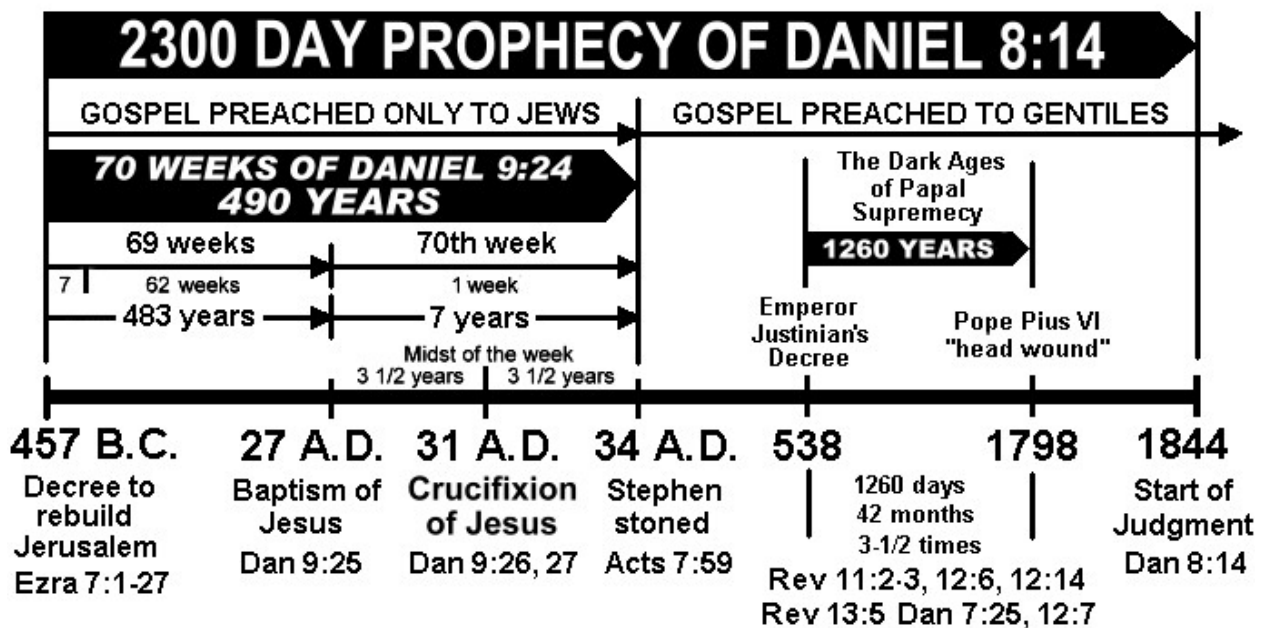 2300 DAY PROPHECY OF DANIEL 8:14
GOSPEL PREACHED ONLY TO JEWS
GOSPEL PREACHED TO GENTILES
70 WEEKS OF DANIEL 9:24
490 YEARS
69 weeks
70th week
7
62 weeks
1 week
483 years
7 years
Midst of the week
3 1/2 years
3 1/2 years
The Dark Ages
of Papal
Supremecy
1260 YEARS
Emperor
Justinian's
Decree
Pope Pius VI
"head wound"
457 B.C.
Decree to
rebuild
Jerusalem
Ezra 7:1-27
27 A.D.
Baptism of
Jesus
Dan 9:25
31 A.D.
Crucifixion
of Jesus
Dan 9:26, 27
34 A.D.
Stephen
stoned
Acts 7:59
538
1798
1260 days
42 months
3-1/2 times
Rev 11:2-3, 12:6, 12:14
Rev 13:5 Dan 7:25, 12:7
1844
Start of
Judgment
Dan 8:14